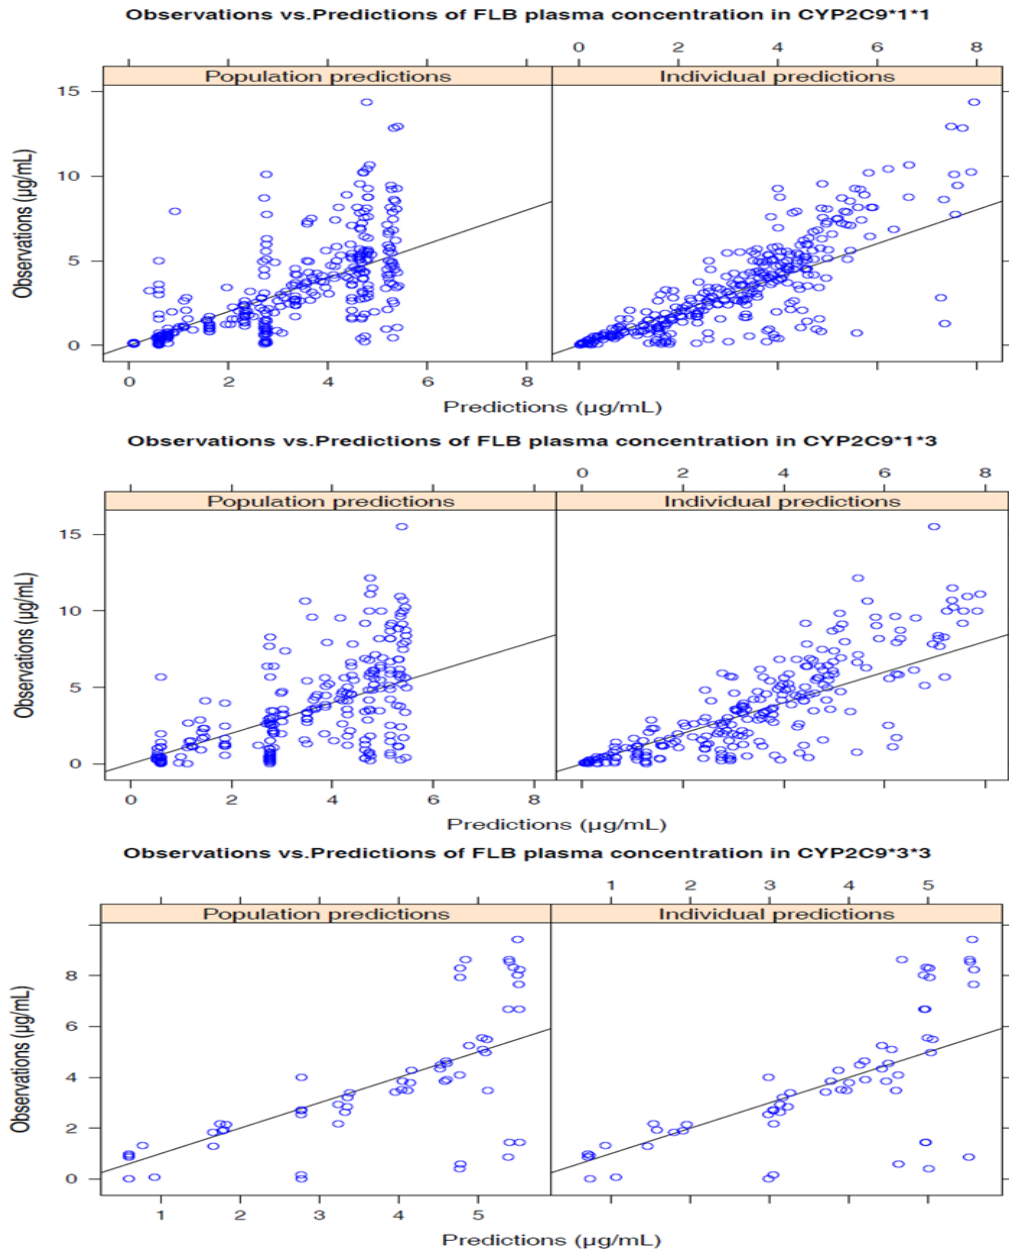 Observations vs.Predictions of FLB plasma concentration in CYP2C9*1*1
0 2 4 6 8
Population predictions Individual predictions
15
10
5
0
Observations (µg/mL)
0 2 4 6 8
Predictions (µg/mL)
Observations vs.Predictions of FLB plasma concentration in CYP2C9*1*3
0 2 4 6 8
Population predictions Individual predictions
15
10
5
0
Observations (µg/mL)
0 2 4 6 8
Predictions (µg/mL)
Observations vs.Predictions of FLB plasma concentration in CYP2C9*3*3
1 2 3 4 5
Population predictions Individual predictions
8
6
4
2
0
Observations (µg/mL)
1 2 3 4 5
Predictions (µg/mL)